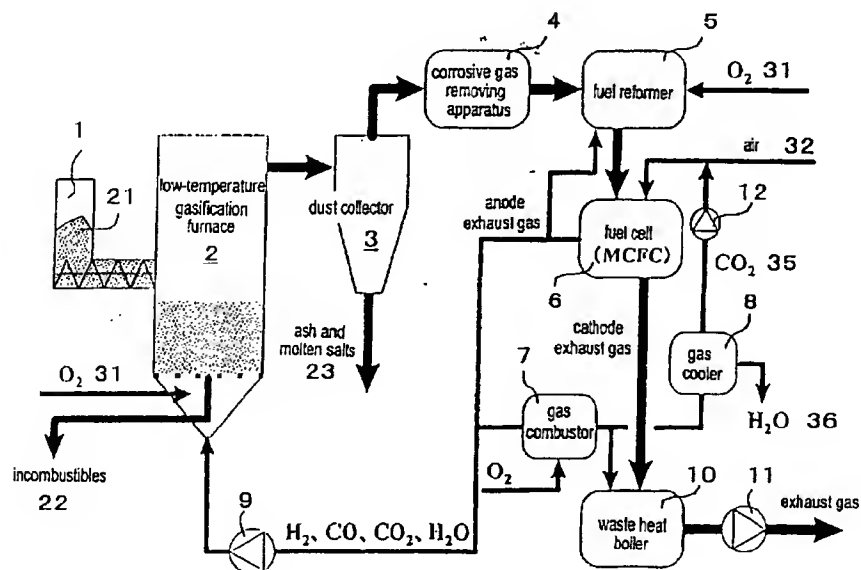 4
5
corrosive gas
removing
apparatus
fuel reformer
O₂ 31
1
21
low-temperature
gasification
furnace
2
dust collector
3
air
32
anode
exhaust gas
12
fuel cell
(MCFC)
6
CO₂ 35
cathode
exhaust gas
8
gas
cooler
ash and
molten salts
23
O₂ 31
7
gas
combustor
H₂O 36
incombustibles
22
O₂
9
H₂、CO、CO₂、H₂O
10
waste heat
boiler
11
exhaust gas